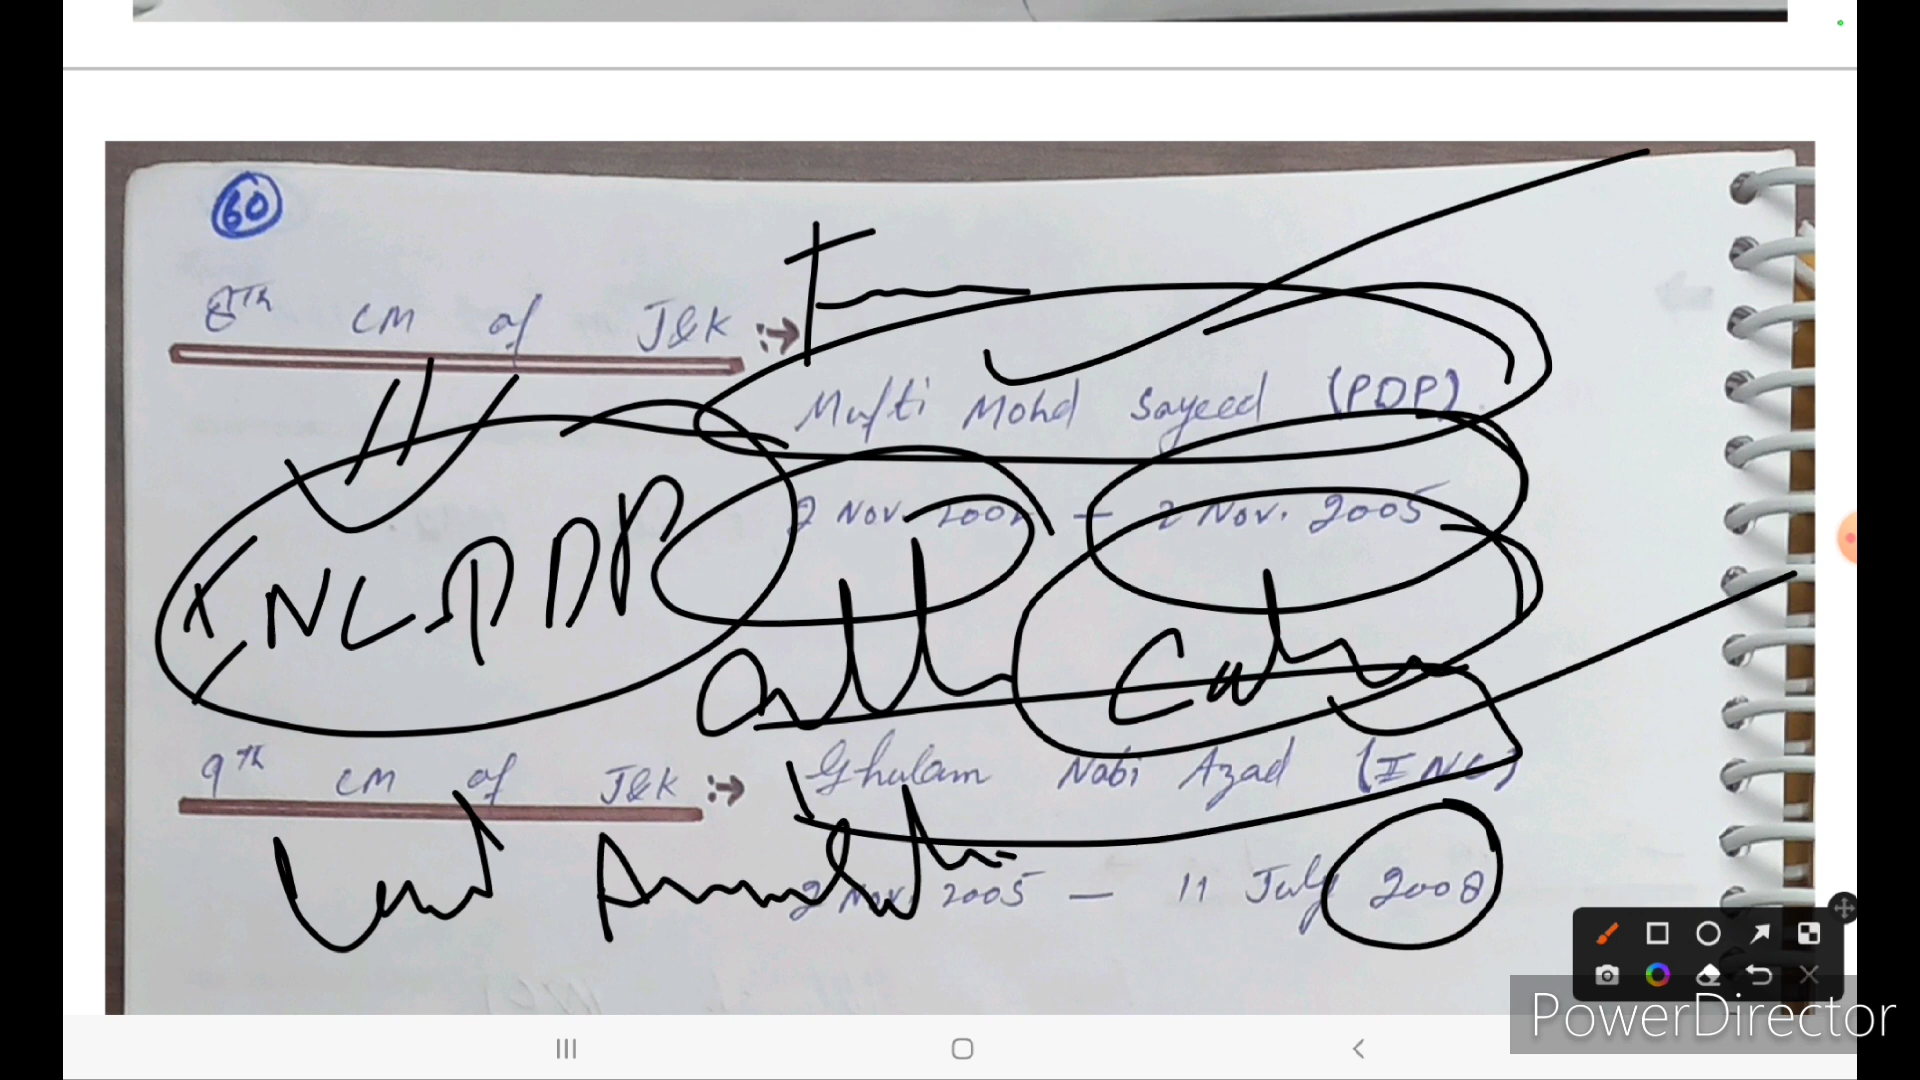 60
8Th CM of J&K :→
Mufti Mohd Sayeed (PDP).
2 Nov. 2002 — 2 Nov. 2005
INC PDP
9Th CM of J&K :→ Ghulam Nabi Azad (INC)
2 Nov. 2005 — 11 July 2008
PowerDirector